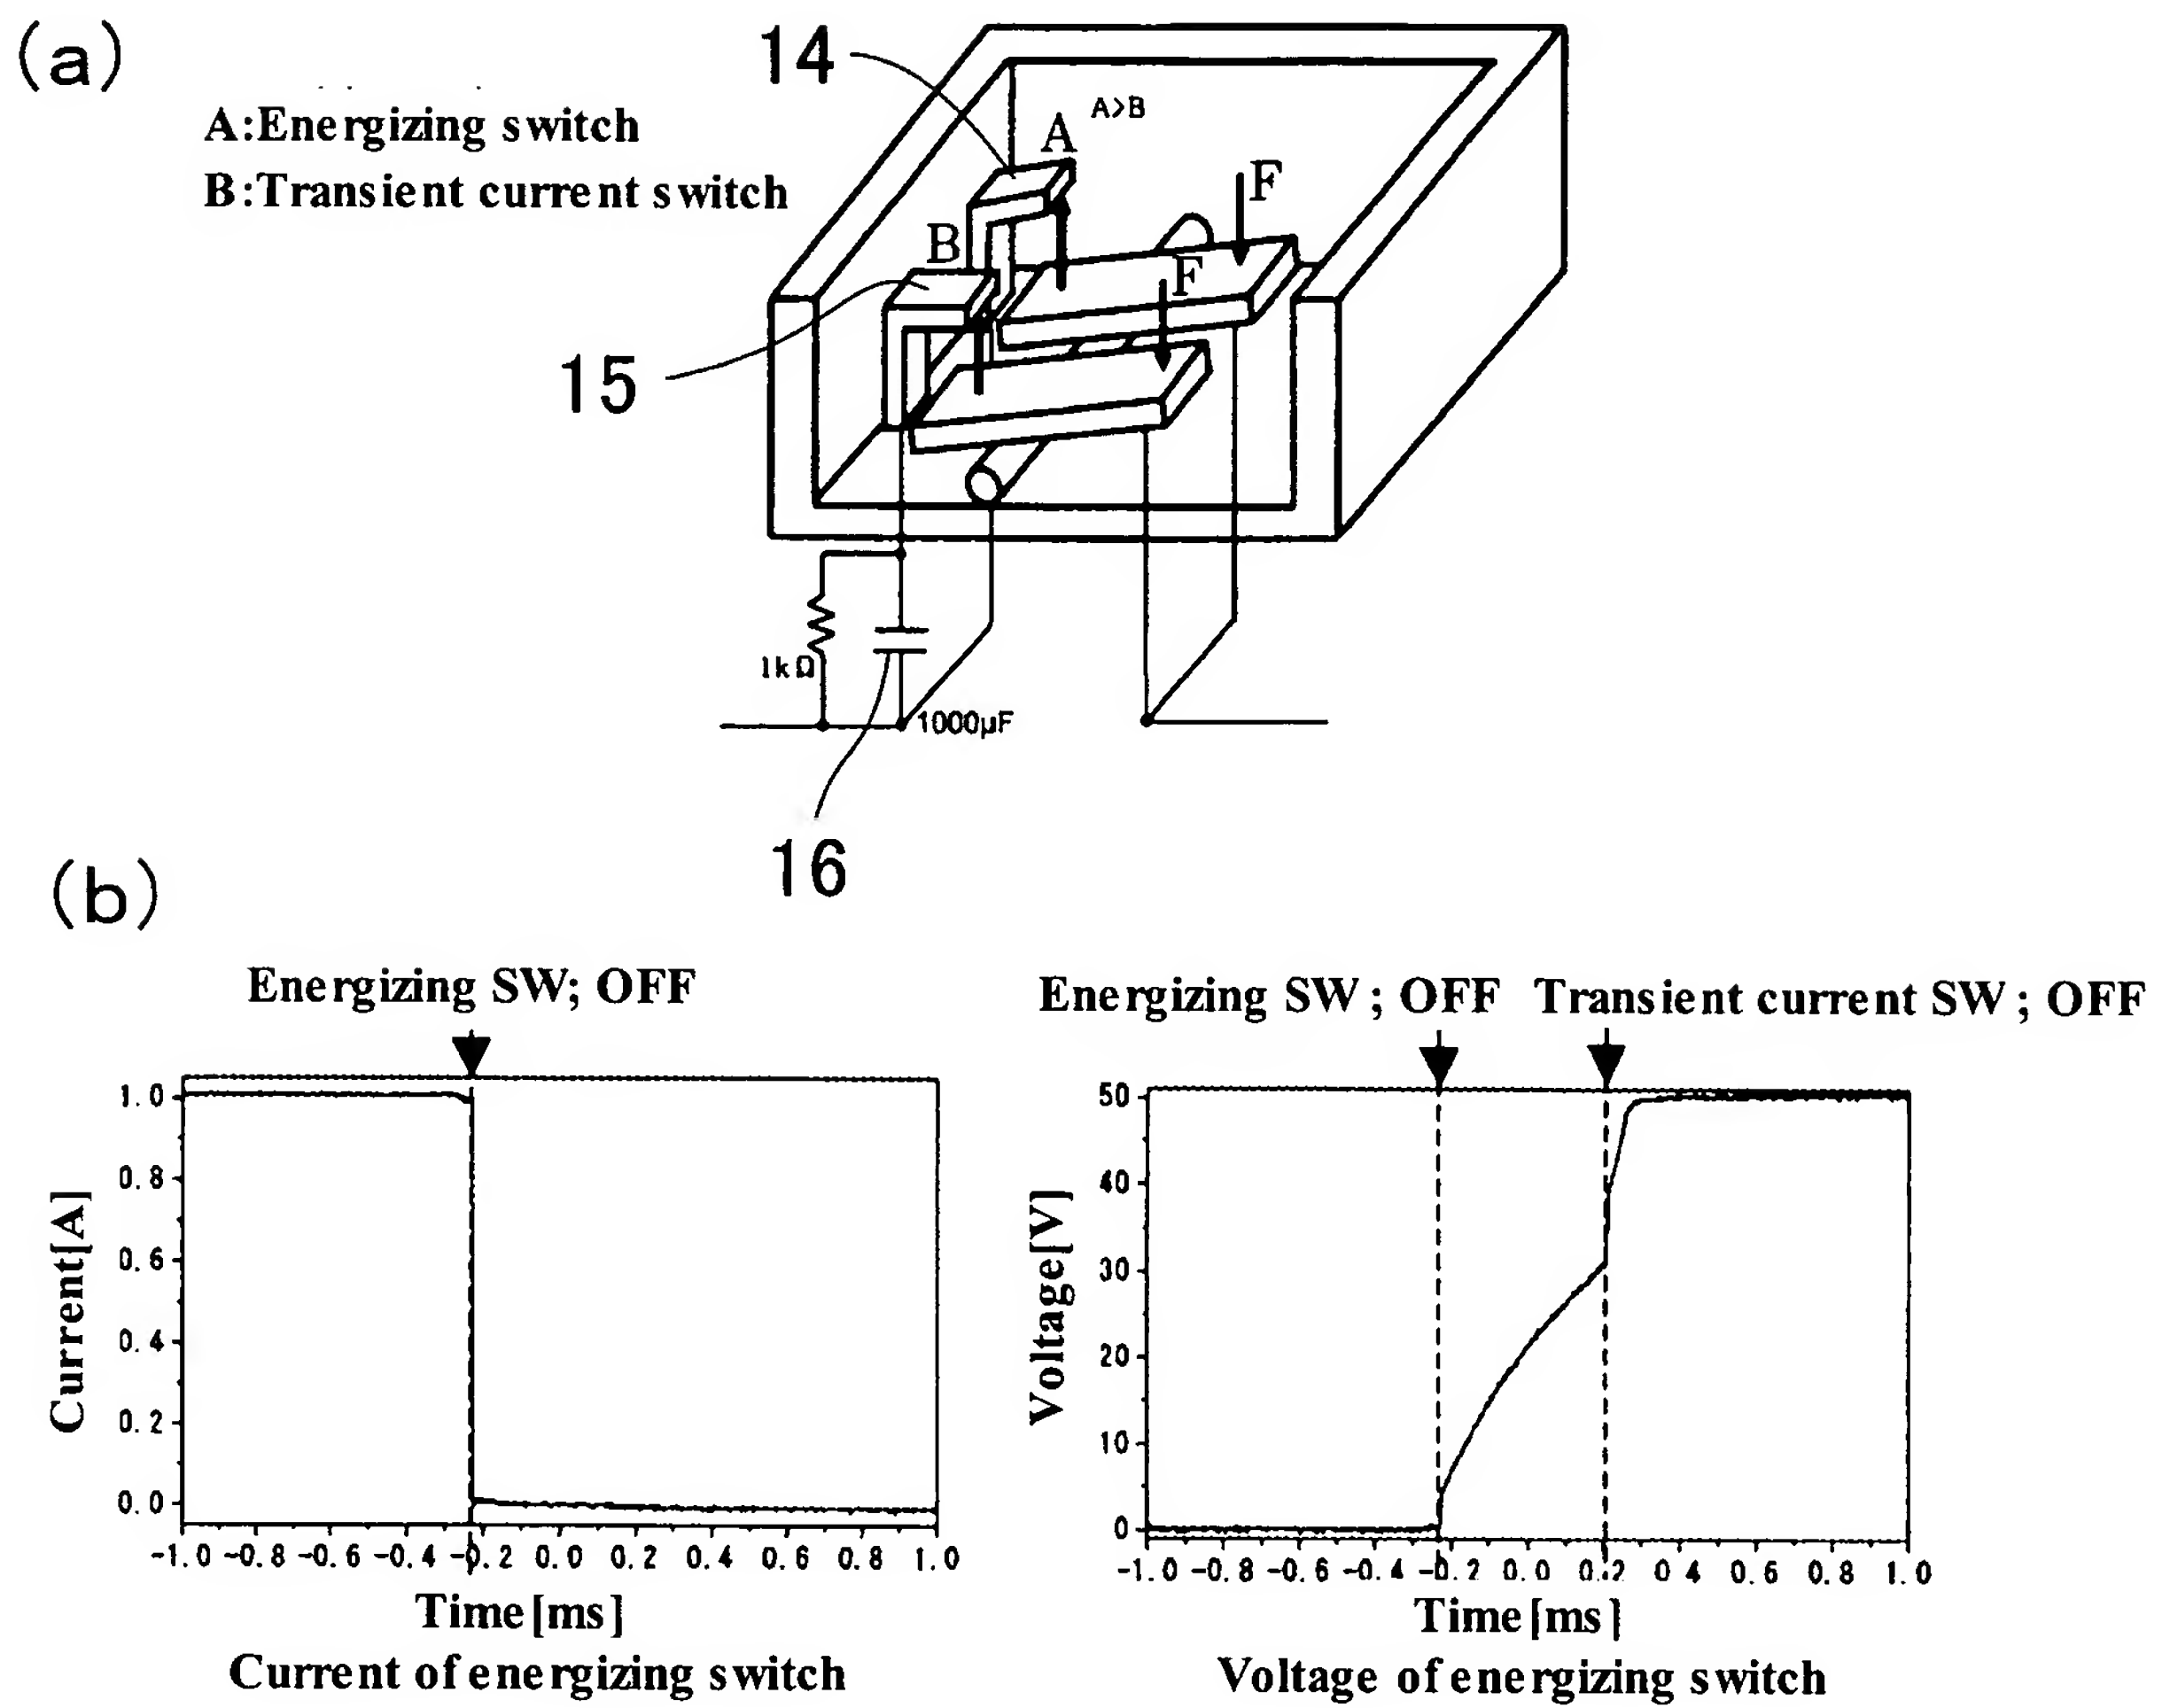 (a)
14
A:Energizing switch
A
A>B
B:Transient current switch
F
B
F
15
1kΩ
1000μF
16
(b)
Energizing SW; OFF
1.0
0.8
0.6
0.4
0.2
0.0
Current[A]
-1.0 -0.8 -0.6 -0.4 -0.2 0.0 0.2 0.4 0.6 0.8 1.0
Time[ms]
Current of energizing switch
Energizing SW; OFF Transient current SW; OFF
50
40
30
20
10
0
Voltage[V]
-1.0 -0.8 -0.6 -0.4 -0.2 0.0 0.2 0.4 0.6 0.8 1.0
Time[ms]
Voltage of energizing switch